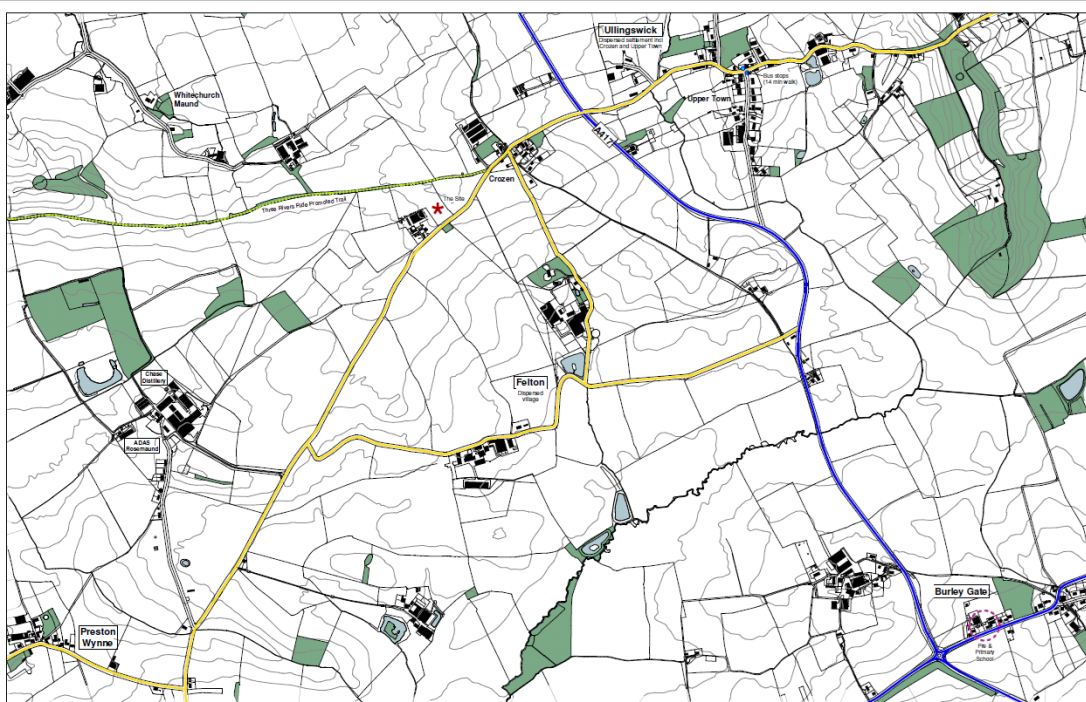 Ullingswick
Dispersed settlement incl
Crozen and Upper Town
Bus stops
(14 min walk)
Whitechurch
Maund
Upper Town
A417
Crozen
Three Rivers Ride Promoted Trail
The Site
Chase
Distillery
Felton
Dispersed
village
ADAS
Rosemaund
Burley Gate
Preston
Wynne
Pre &
Primary
School